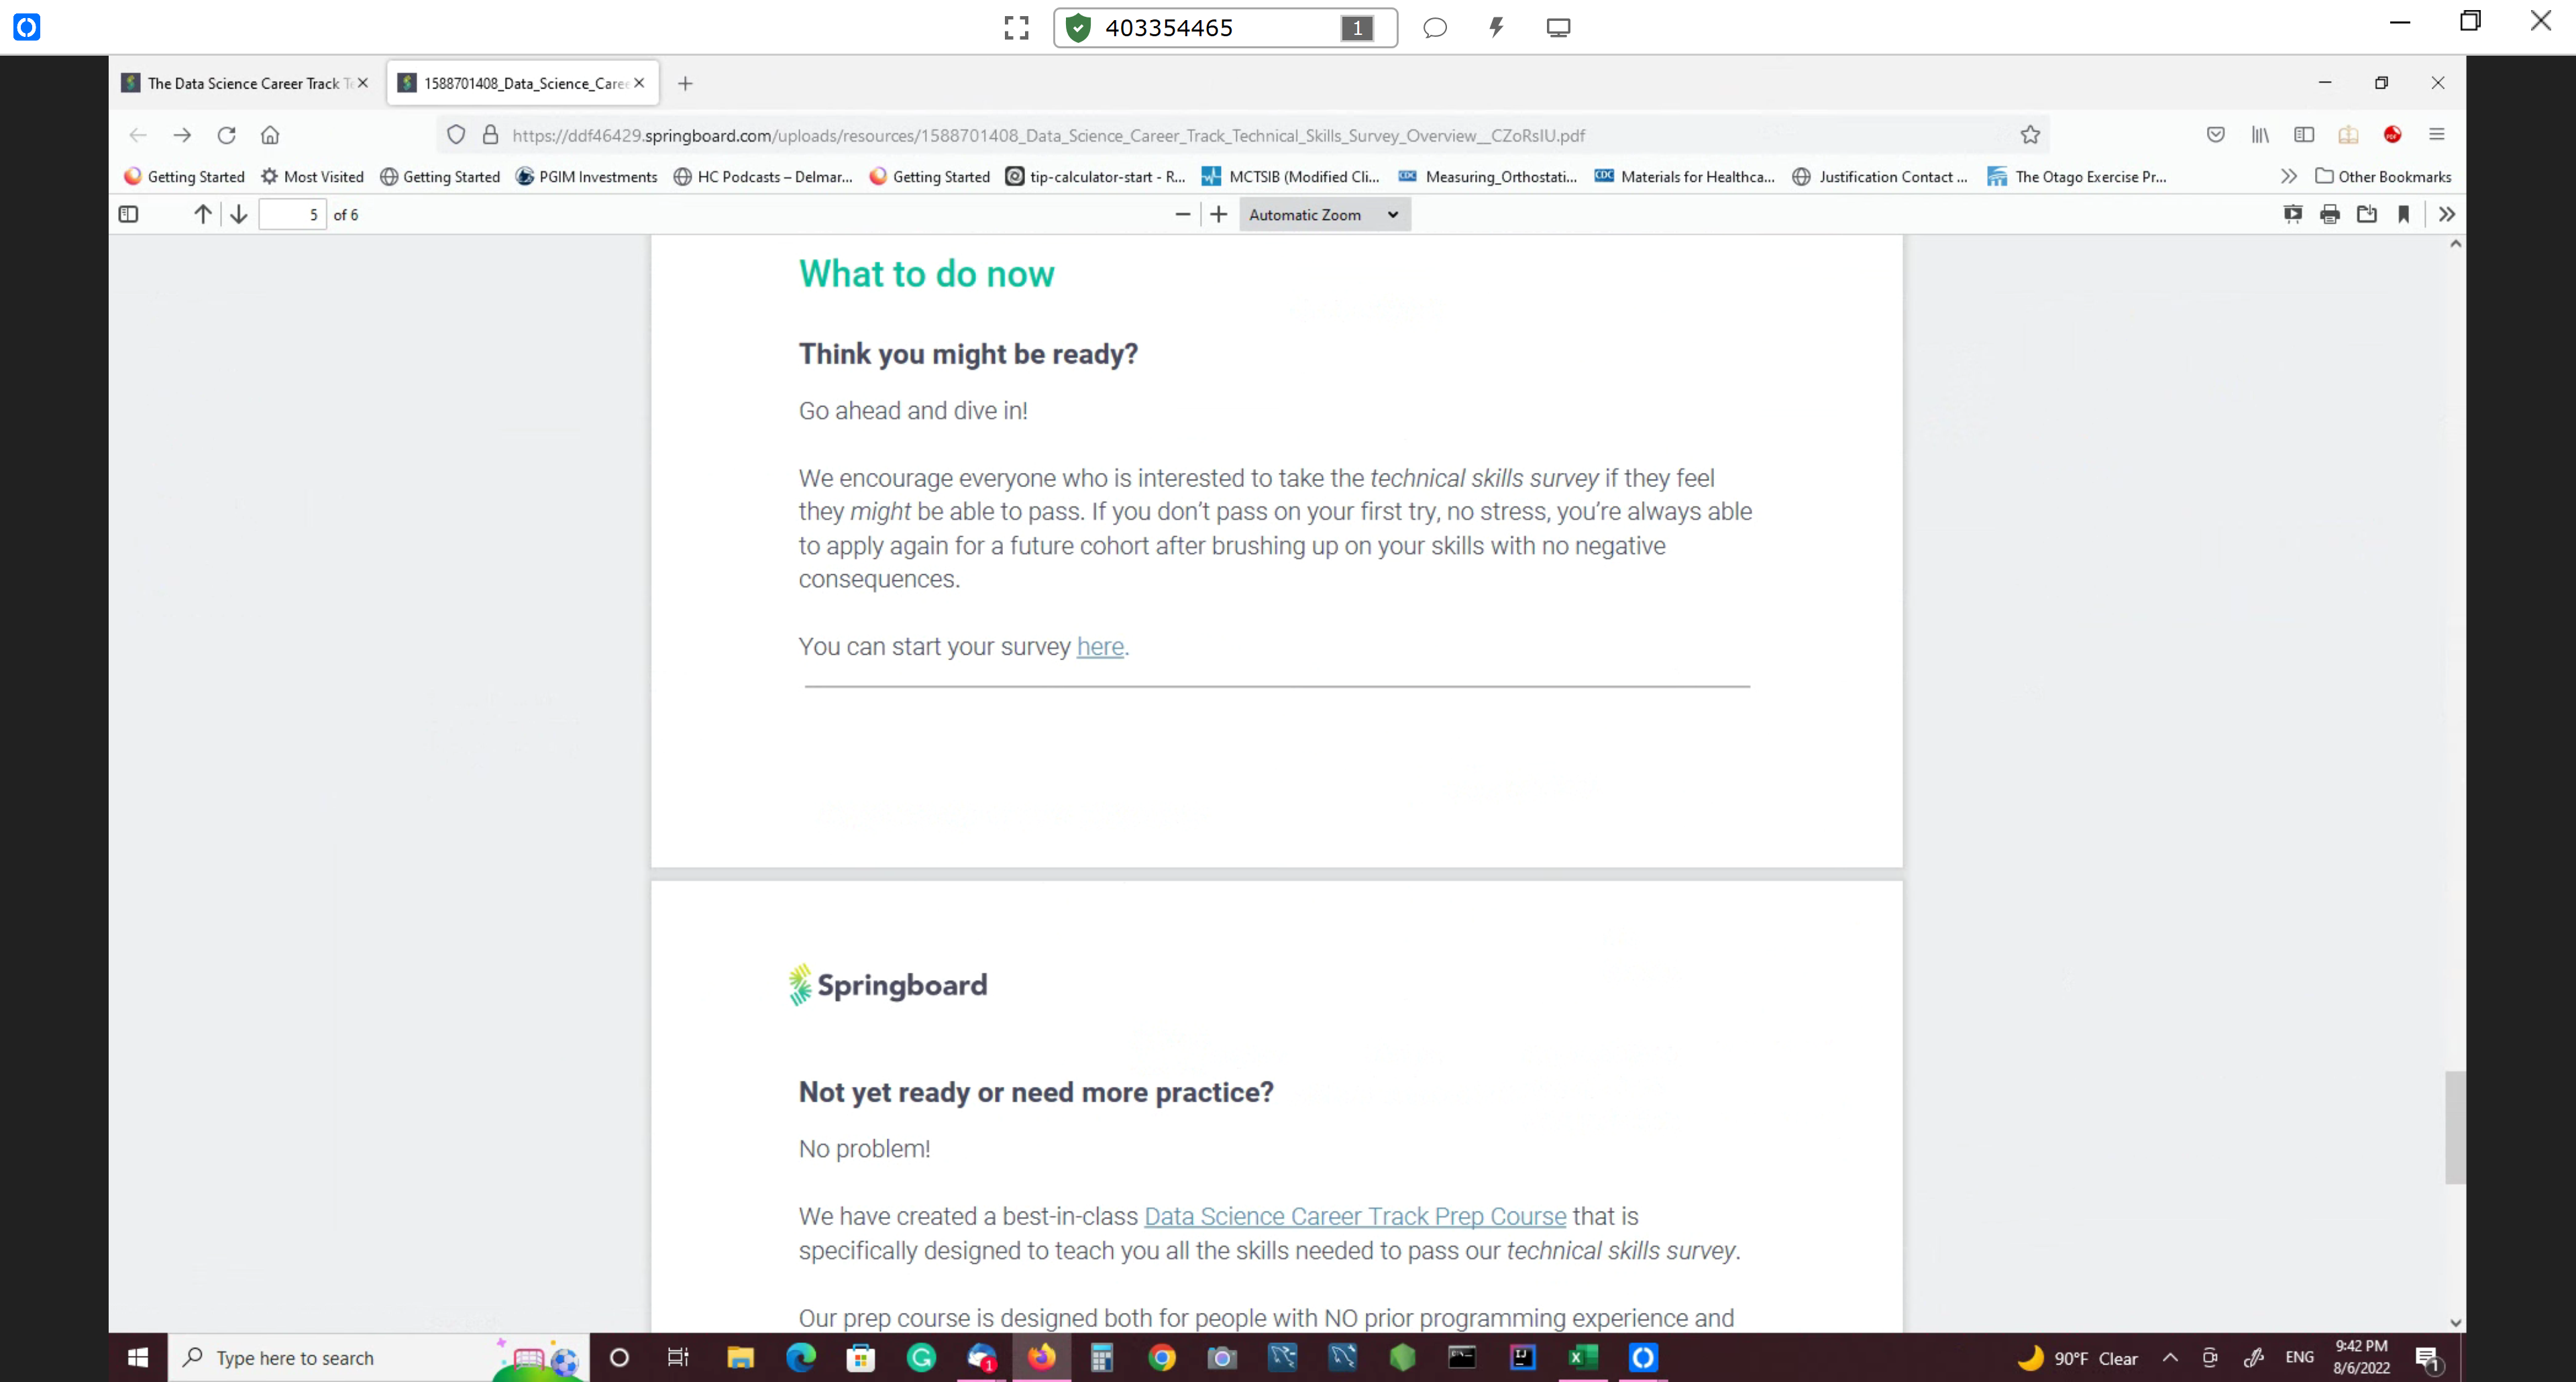 403354465 1
The Data Science Career Track Te
1588701408_Data_Science_Caree
https://ddf46429.springboard.com/uploads/resources/1588701408_Data_Science_Career_Track_Technical_Skills_Survey_Overview__CZoRsIU.pdf
Getting Started Most Visited Getting Started PGIM Investments HC Podcasts – Delmar... Getting Started tip-calculator-start - R... MCTSIB (Modified Cli... Measuring_Orthostati... Materials for Healthca... Justification Contact ... The Otago Exercise Pr... Other Bookmarks
5 of 6 Automatic Zoom
What to do now
Think you might be ready?
Go ahead and dive in!
We encourage everyone who is interested to take the technical skills survey if they feel
they might be able to pass. If you don't pass on your first try, no stress, you're always able
to apply again for a future cohort after brushing up on your skills with no negative
consequences.
You can start your survey here.
Springboard
Not yet ready or need more practice?
No problem!
We have created a best-in-class Data Science Career Track Prep Course that is
specifically designed to teach you all the skills needed to pass our technical skills survey.
Our prep course is designed both for people with NO prior programming experience and
Type here to search
90°F Clear ENG
9:42 PM
8/6/2022